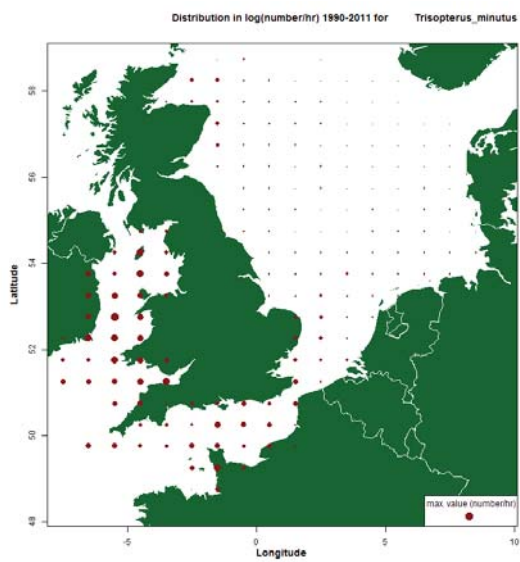 Distribution in log(number/hr) 1990-2011 for Trisopterus_minutus
58
56
54
52
50
48
Latitude
-5 0 5 10
Longitude
max. value (number/hr)